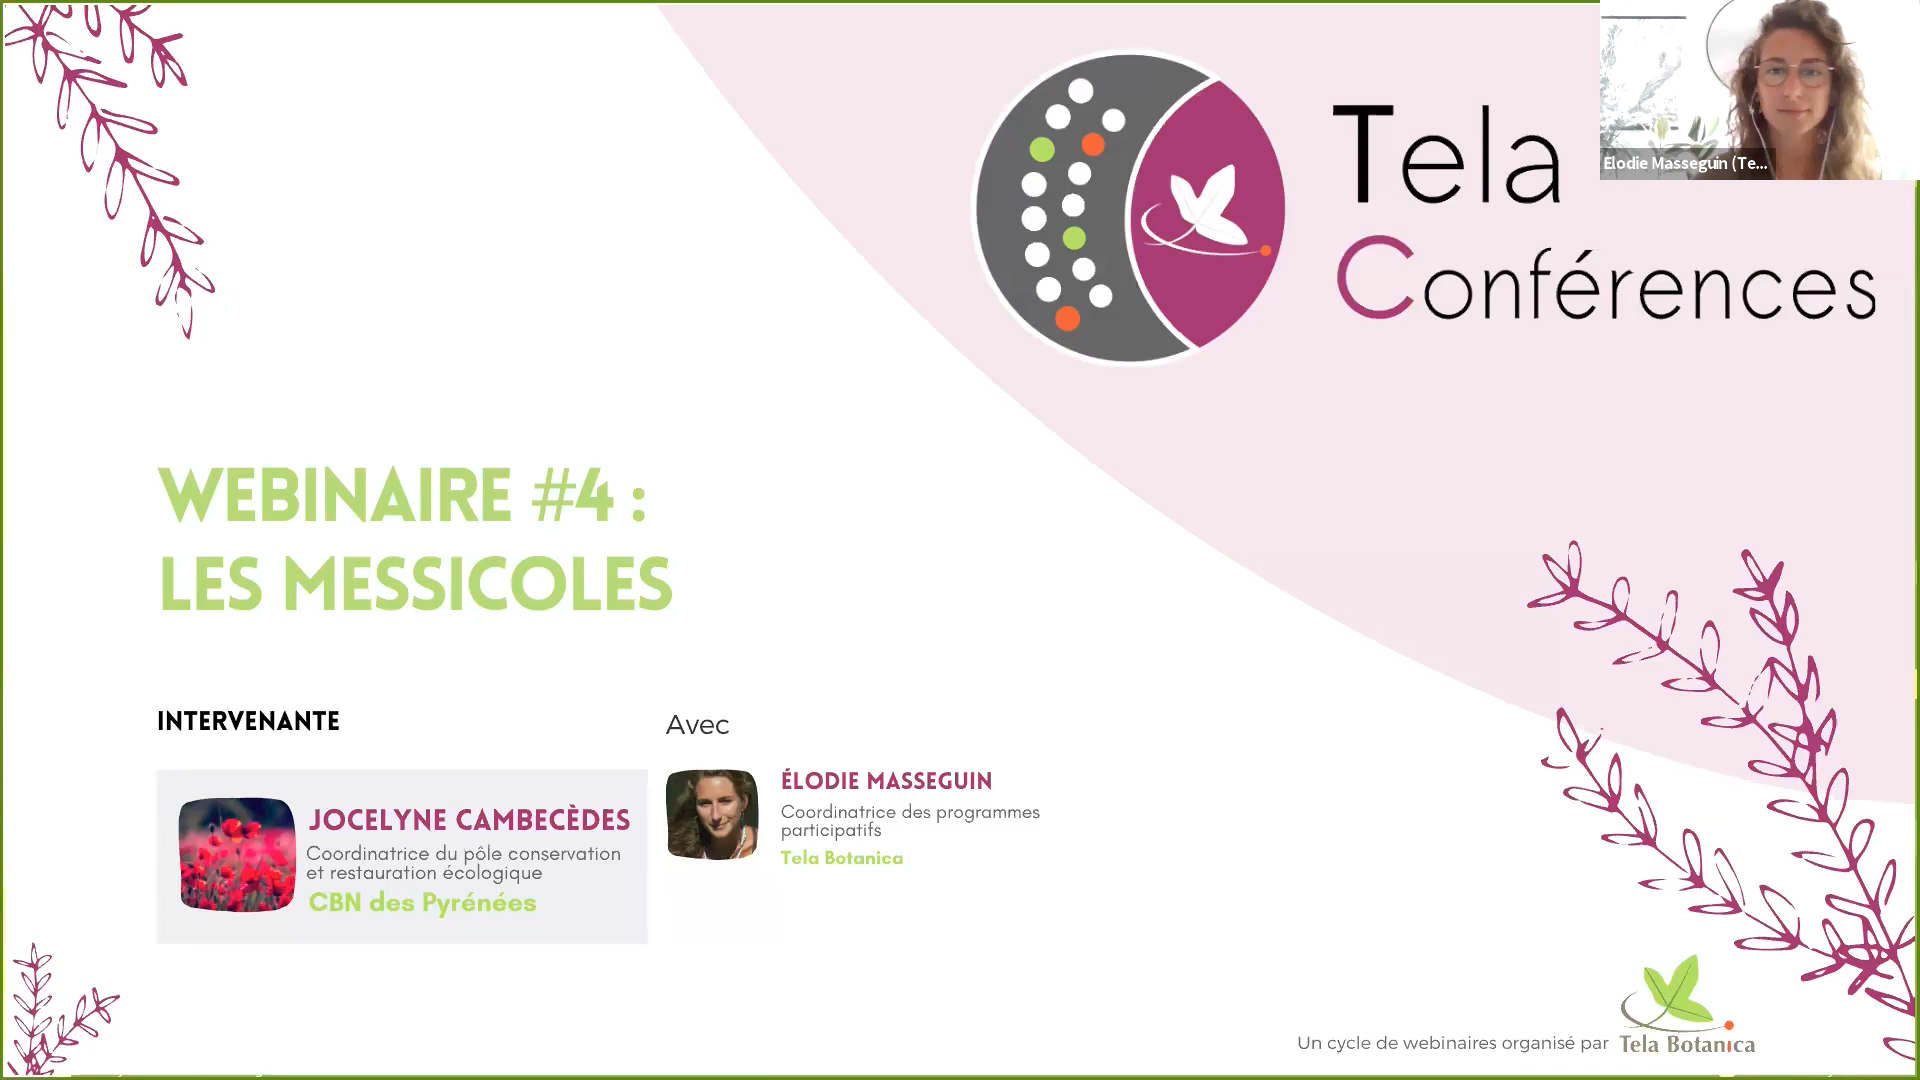 Tela
Conférences
Elodie Masseguin (Te...
WEBINAIRE #4 :
LES MESSICOLES
INTERVENANTE
JOCELYNE CAMBECÈDES
Coordinatrice du pôle conservation
et restauration écologique
CBN des Pyrénées
Avec
ÉLODIE MASSEGUIN
Coordinatrice des programmes
participatifs
Tela Botanica
Un cycle de webinaires organisé par
Tela Botanica